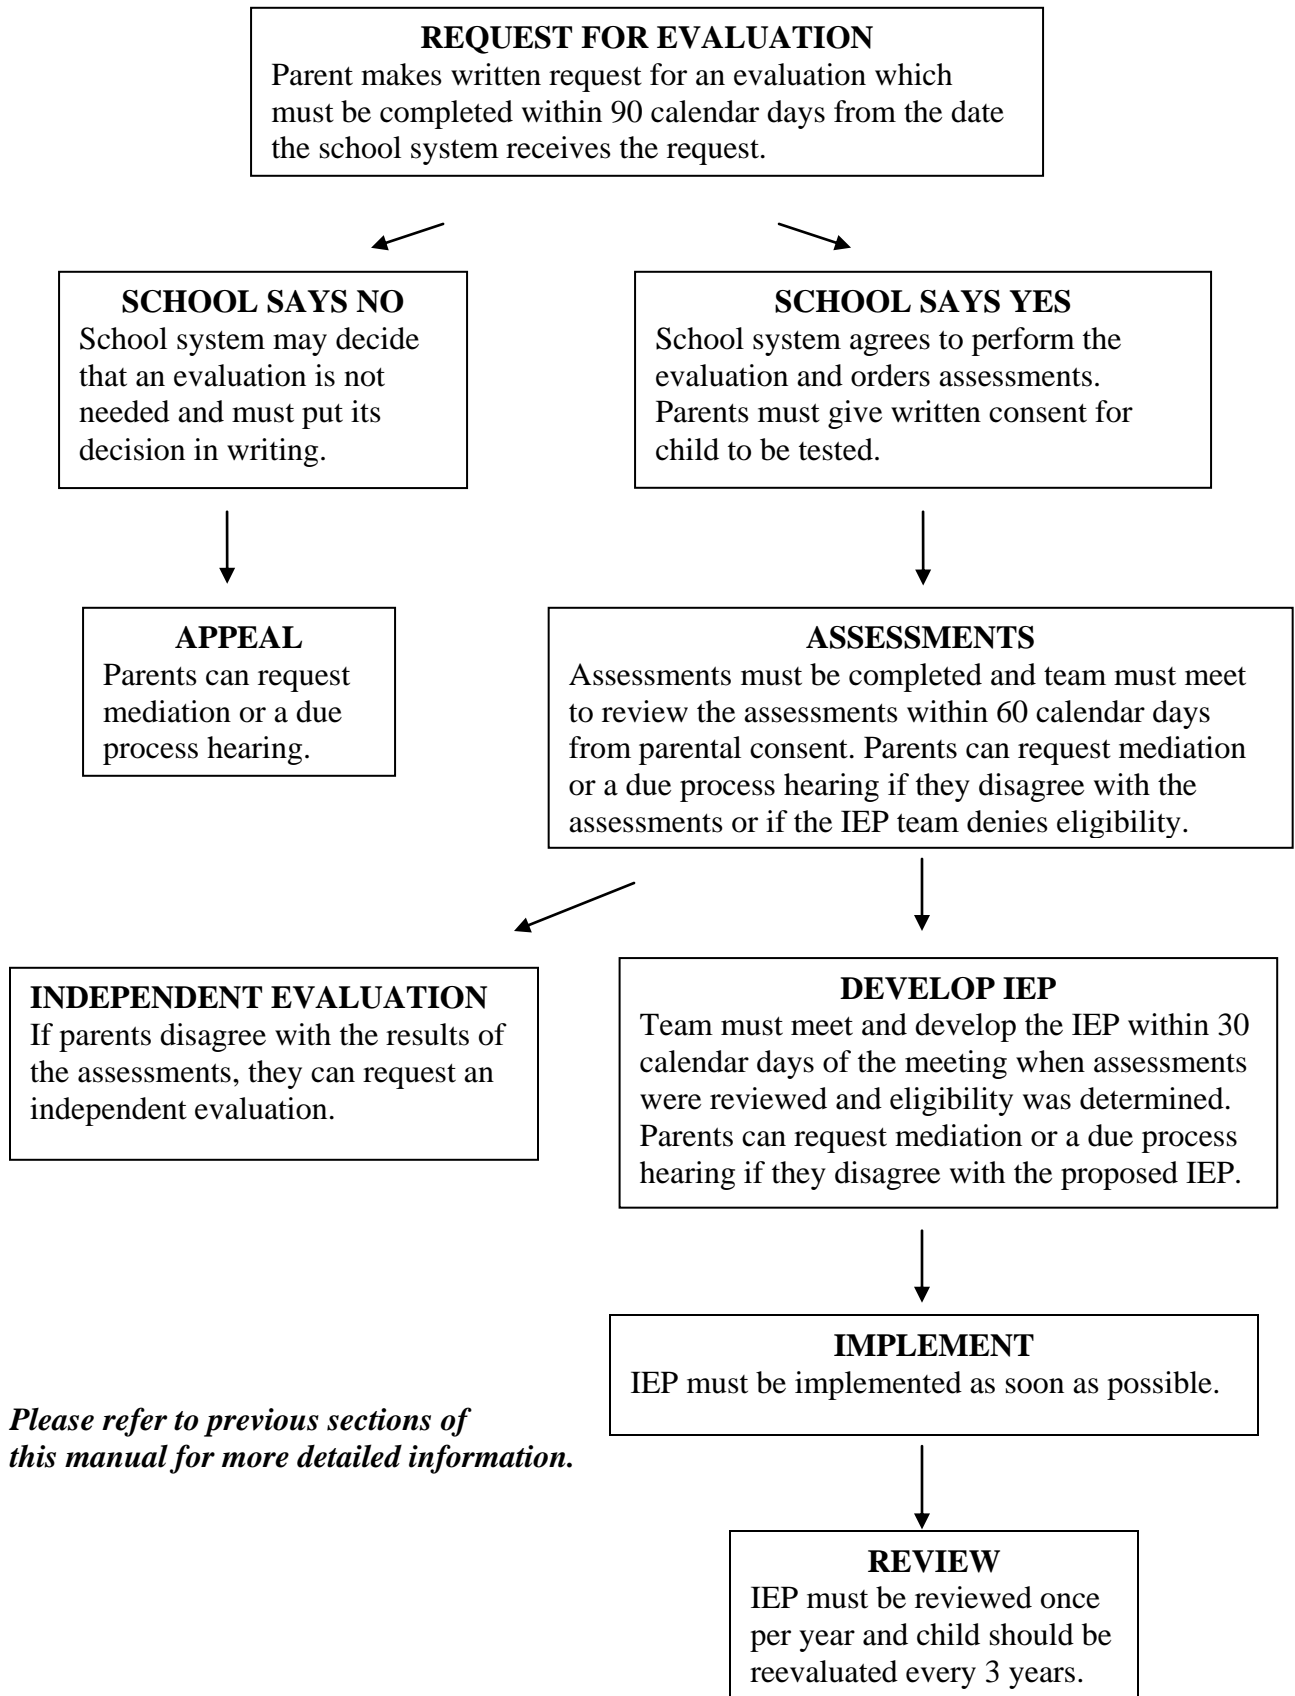 REQUEST FOR EVALUATION
Parent makes written request for an evaluation which
must be completed within 90 calendar days from the date
the school system receives the request.
SCHOOL SAYS NO
School system may decide
that an evaluation is not
needed and must put its
decision in writing.
SCHOOL SAYS YES
School system agrees to perform the
evaluation and orders assessments.
Parents must give written consent for
child to be tested.
APPEAL
Parents can request
mediation or a due
process hearing.
ASSESSMENTS
Assessments must be completed and team must meet
to review the assessments within 60 calendar days
from parental consent. Parents can request mediation
or a due process hearing if they disagree with the
assessments or if the IEP team denies eligibility.
INDEPENDENT EVALUATION
If parents disagree with the results of
the assessments, they can request an
independent evaluation.
DEVELOP IEP
Team must meet and develop the IEP within 30
calendar days of the meeting when assessments
were reviewed and eligibility was determined.
Parents can request mediation or a due process
hearing if they disagree with the proposed IEP.
IMPLEMENT
IEP must be implemented as soon as possible.
Please refer to previous sections of
this manual for more detailed information.
REVIEW
IEP must be reviewed once
per year and child should be
reevaluated every 3 years.